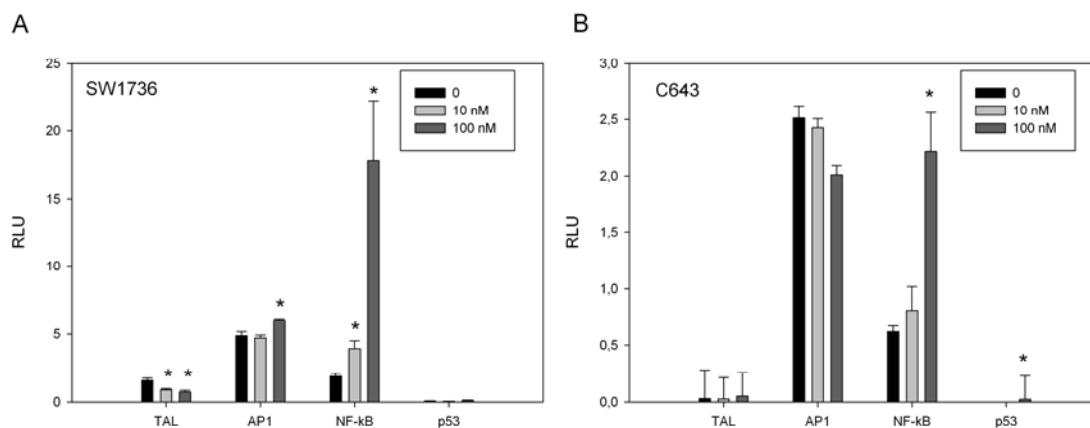 A
B
RLU
25
20
15
10
5
0
SW1736
0
10 nM
100 nM
* * * * *
TAL AP1 NF-kB p53
RLU
3,0
2,5
2,0
1,5
1,0
0,5
0,0
C643
0
10 nM
100 nM
* *
TAL AP1 NF-kB p53